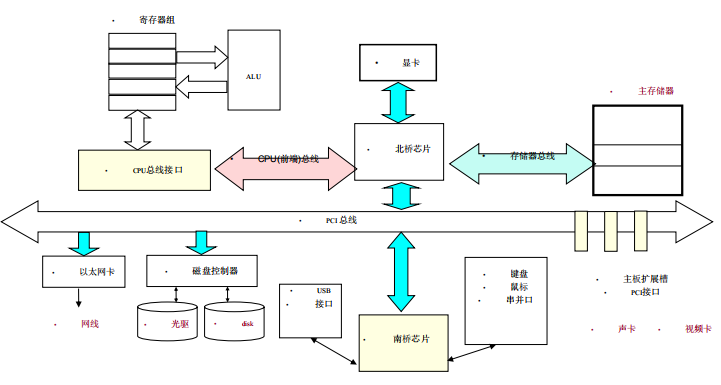 • 寄存器组
ALU
• 显卡
• 主存储器
• CPU总线接口
• CPU(前端)总线
• 北桥芯片
• 存储器总线
• PCI 总线
• 以太网卡
• 磁盘控制器
• 网线
• 光驱
• disk
• USB
• 接口
• 南桥芯片
• 键盘
• 鼠标
• 串并口
• 主板扩展槽
• PCI接口
• 声卡
• 视频卡